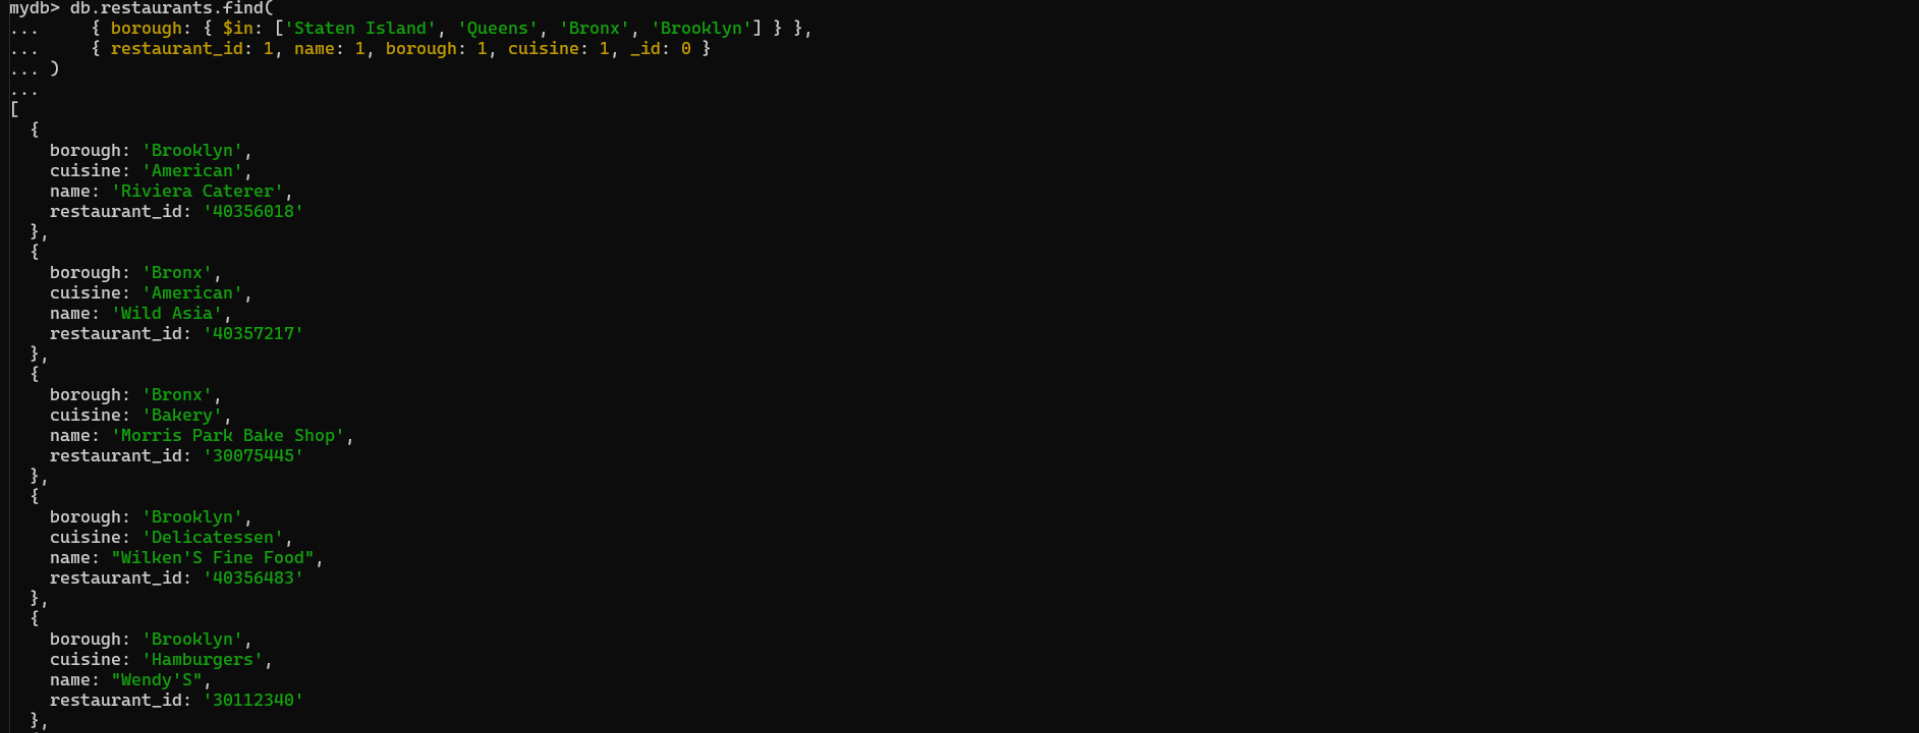 mydb> db.restaurants.find(
...     { borough: { $in: ['Staten Island', 'Queens', 'Bronx', 'Brooklyn'] } },
...     { restaurant_id: 1, name: 1, borough: 1, cuisine: 1, _id: 0 }
... )
...
[
  {
    borough: 'Brooklyn',
    cuisine: 'American',
    name: 'Riviera Caterer',
    restaurant_id: '40356018'
  },
  {
    borough: 'Bronx',
    cuisine: 'American',
    name: 'Wild Asia',
    restaurant_id: '40357217'
  },
  {
    borough: 'Bronx',
    cuisine: 'Bakery',
    name: 'Morris Park Bake Shop',
    restaurant_id: '30075445'
  },
  {
    borough: 'Brooklyn',
    cuisine: 'Delicatessen',
    name: "Wilken'S Fine Food",
    restaurant_id: '40356483'
  },
  {
    borough: 'Brooklyn',
    cuisine: 'Hamburgers',
    name: "Wendy'S",
    restaurant_id: '30112340'
  },